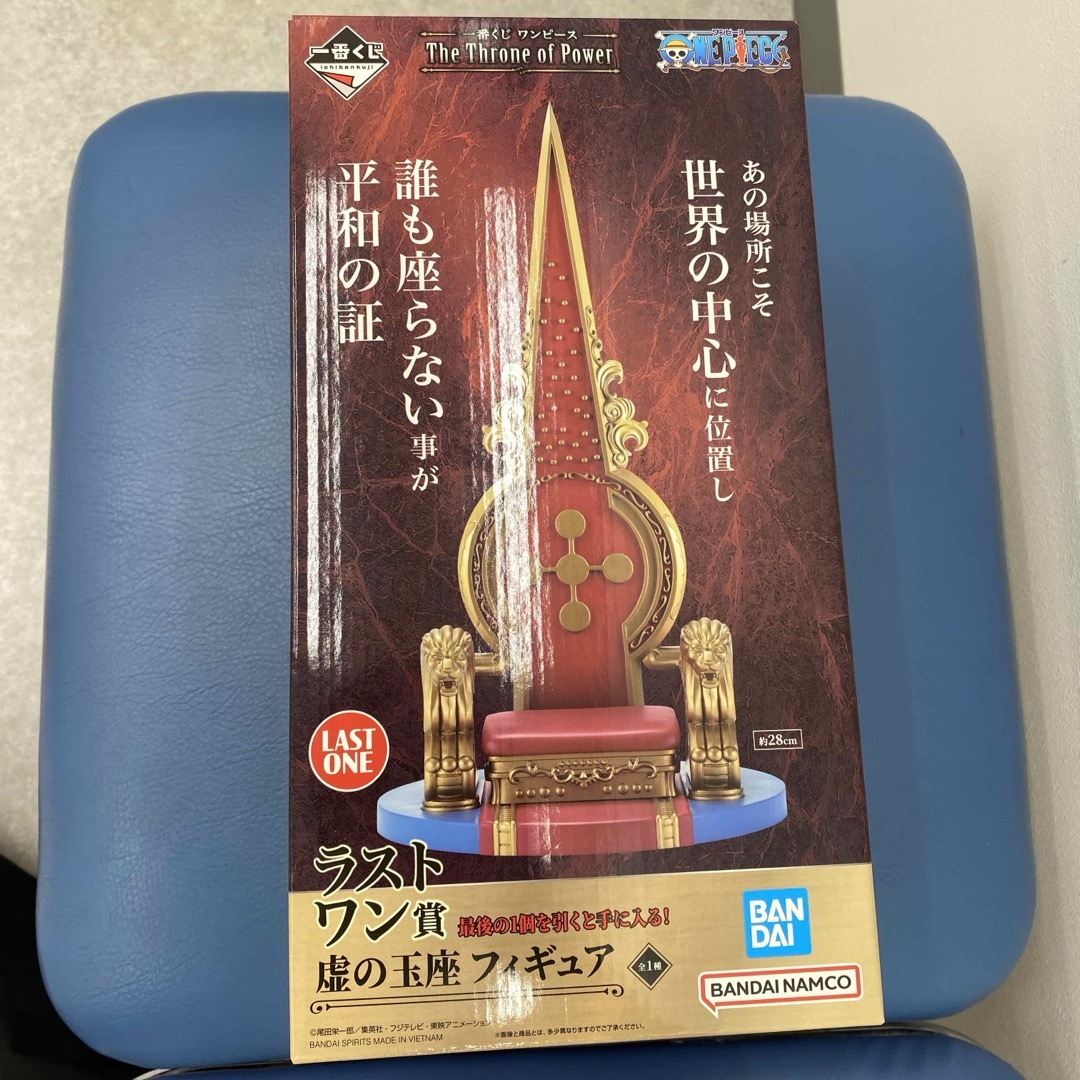 一番くじ
ichibankuji
一番くじ ワンピース
The Throne of Power
ワンピース
ONE PIECE
あの場所こそ
世界の中心に位置し
誰も座らない事が
平和の証
約28cm
LAST
ONE
ラスト
ワン賞
最後の1個を引くと手に入る!
虚の玉座 フィギュア
全1種
BAN
DAI
BANDAI NAMCO
©尾田栄一郎/集英社・フジテレビ・東映アニメーション
※画像と商品とは、多少異なりますのでご了承ください。
BANDAI SPIRITS MADE IN VIETNAM